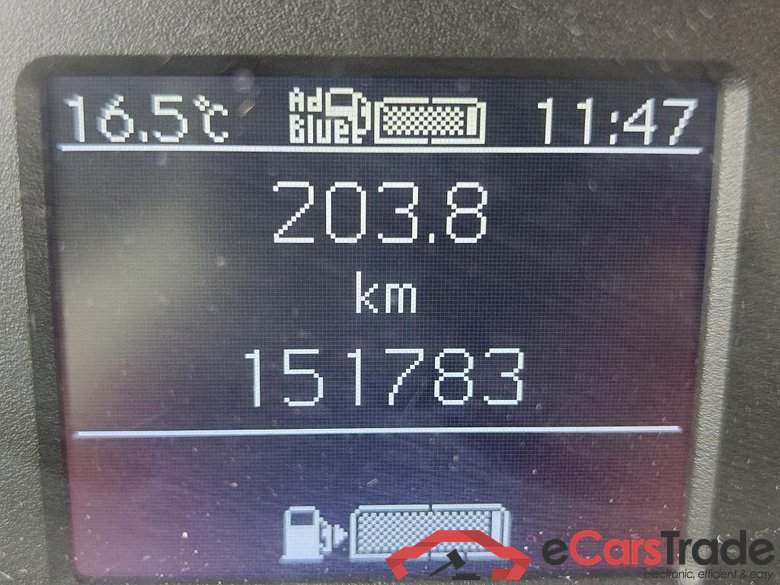 16.5°C Ad Blue 11:47
203.8
km
151783
eCarsTrade
electronic, efficient & easy